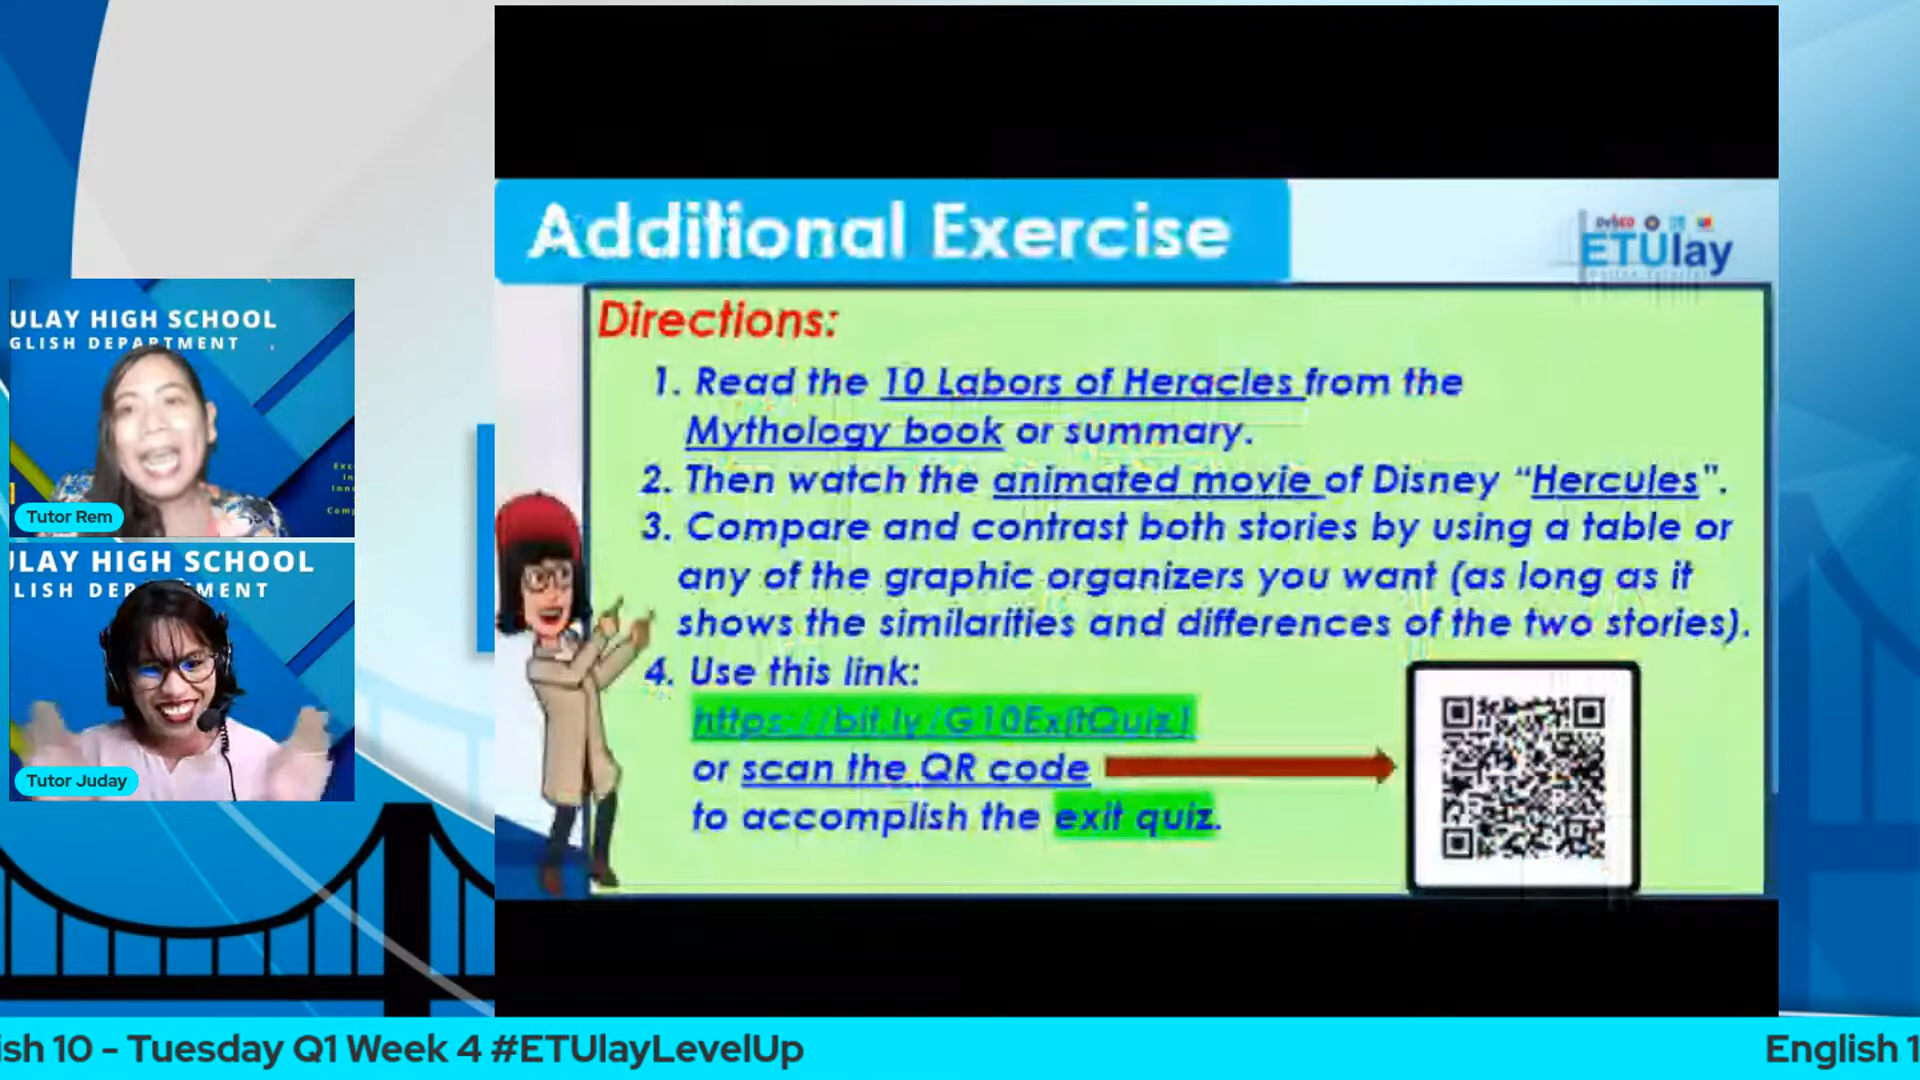 Additional Exercise
ETUlay
Directions:
1. Read the 10 Labors of Heracles from the
Mythology book or summary.
2. Then watch the animated movie of Disney “Hercules”.
3. Compare and contrast both stories by using a table or
any of the graphic organizers you want (as long as it
shows the similarities and differences of the two stories).
4. Use this link:
https://bit.ly/G10ExitQuiz1
or scan the QR code
to accomplish the exit quiz.
ULAY HIGH SCHOOL
GLISH DEPARTMENT
Tutor Rem
ULAY HIGH SCHOOL
LISH DEP MENT
Tutor Juday
ish 10 - Tuesday Q1 Week 4 #ETUlayLevelUp
English 1